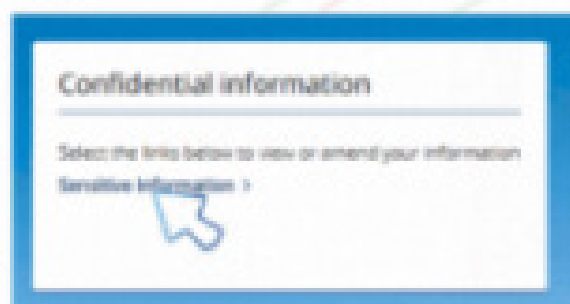 Confidential information
Select the links below to view or amend your information
Sensitive Information >